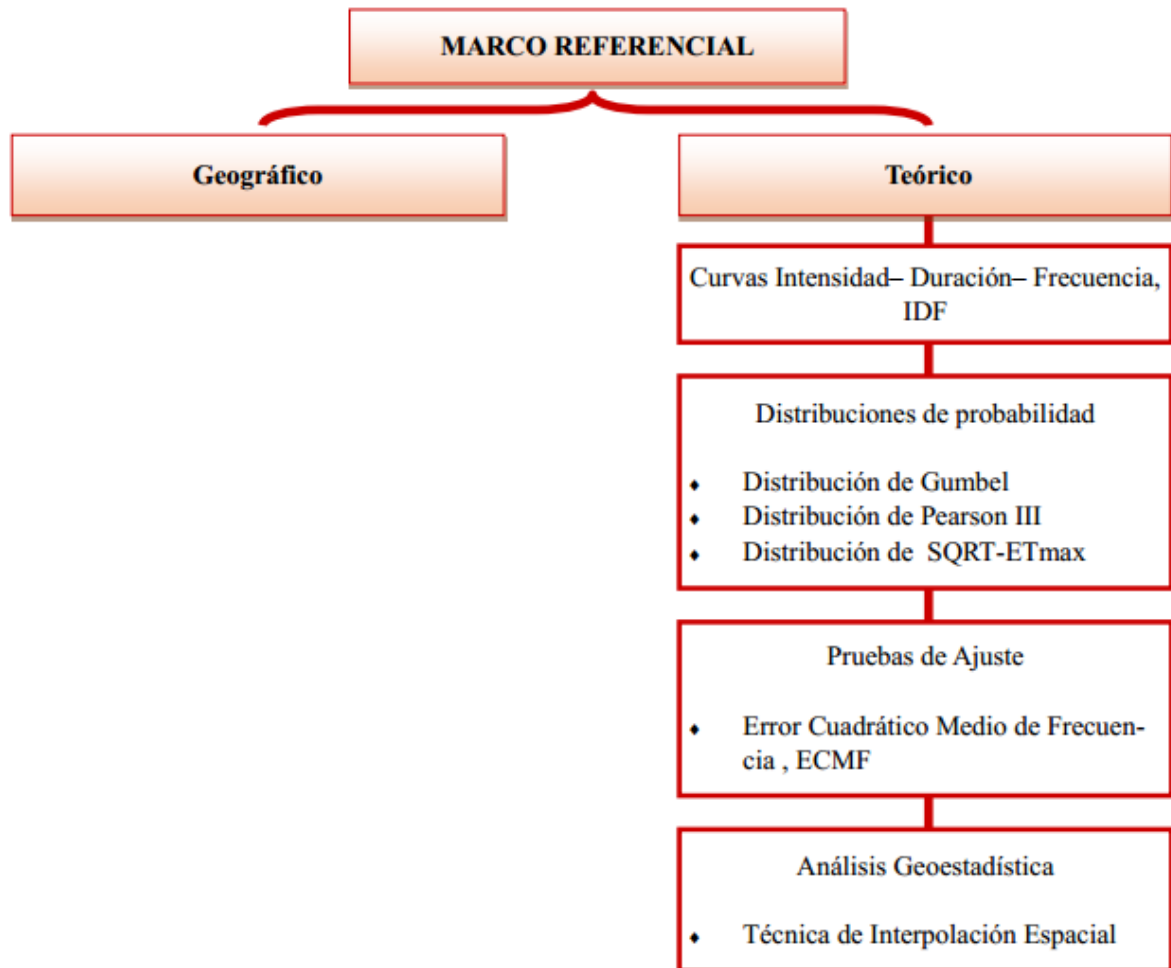 MARCO REFERENCIAL
Geográfico
Teórico
Curvas Intensidad– Duración– Frecuencia,
IDF
Distribuciones de probabilidad
♦ Distribución de Gumbel
♦ Distribución de Pearson III
♦ Distribución de SQRT-ETmax
Pruebas de Ajuste
♦ Error Cuadrático Medio de Frecuen-
cia , ECMF
Análisis Geoestadística
♦ Técnica de Interpolación Espacial